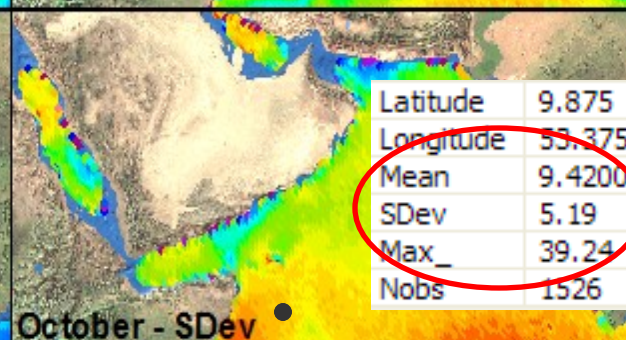 Latitude 9.875
Longitude 53.375
Mean 9.4200
SDev 5.19
Max_ 39.24
Nobs 1526
October - SDev